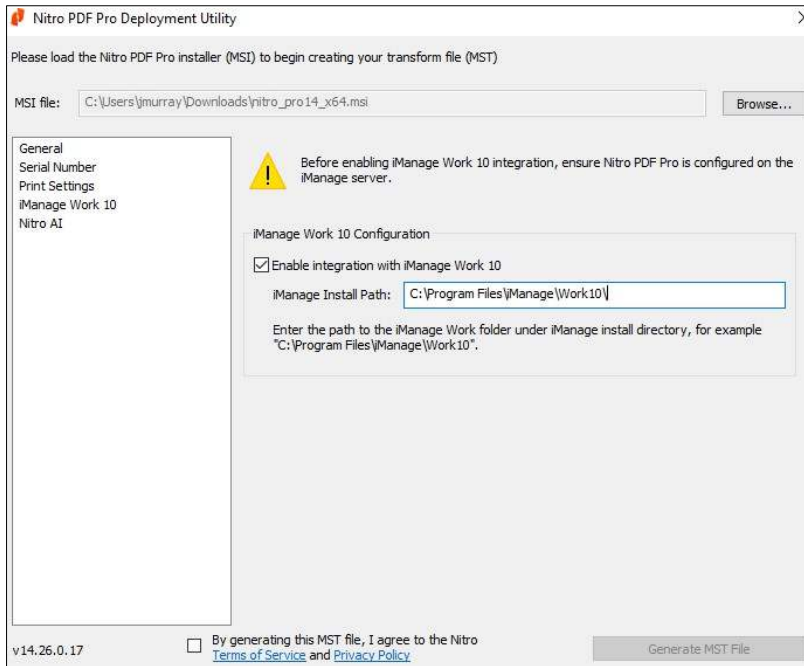 Nitro PDF Pro Deployment Utility
Please load the Nitro PDF Pro installer (MSI) to begin creating your transform file (MST)
MSI file: C:\Users\jmurray\Downloads\nitro_pro14_x64.msi Browse...
General
Serial Number
Print Settings
iManage Work 10
Nitro AI
Before enabling iManage Work 10 integration, ensure Nitro PDF Pro is configured on the
iManage server.
iManage Work 10 Configuration
Enable integration with iManage Work 10
iManage Install Path: C:\Program Files\iManage\Work10\
Enter the path to the iManage Work folder under iManage install directory, for example
"C:\Program Files\iManage\Work10".
v14.26.0.17
By generating this MST file, I agree to the Nitro
Terms of Service and Privacy Policy
Generate MST File